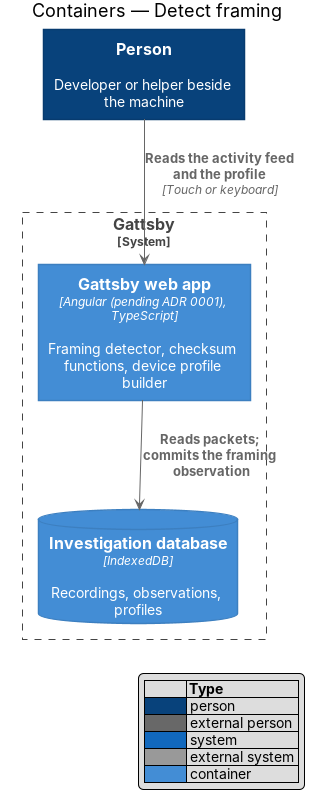 Containers — Detect framing
Person
Developer or helper beside
the machine
Reads the activity feed
and the profile
[Touch or keyboard]
Gattsby
[System]
Gattsby web app
[Angular (pending ADR 0001),
TypeScript]
Framing detector, checksum
functions, device profile
builder
Reads packets;
commits the framing
observation
Investigation database
[IndexedDB]
Recordings, observations,
profiles
Type
person
external person
system
external system
container